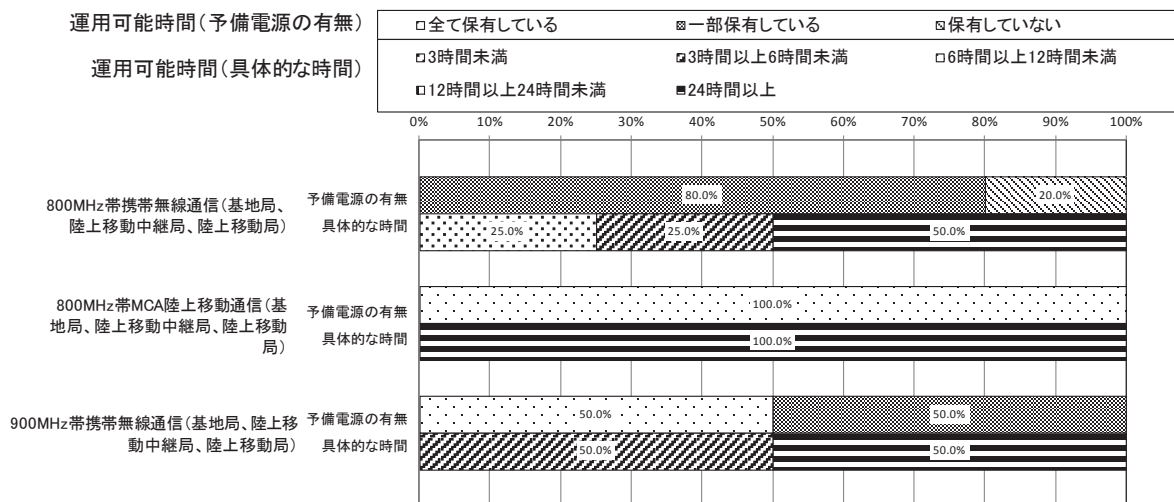 運用可能時間(予備電源の有無)
全て保有している 一部保有している 保有していない
運用可能時間(具体的な時間)
3時間未満 3時間以上6時間未満 6時間以上12時間未満
12時間以上24時間未満 24時間以上
0% 10% 20% 30% 40% 50% 60% 70% 80% 90% 100%
800MHz帯携帯無線通信(基地局、
陸上移動中継局、陸上移動局)
予備電源の有無
80.0% 20.0%
具体的な時間
25.0% 25.0% 50.0%
800MHz帯MCA陸上移動通信(基
地局、陸上移動中継局、陸上移動
局)
予備電源の有無
100.0%
具体的な時間
100.0%
900MHz帯携帯無線通信(基地局、陸上移
動中継局、陸上移動局)
予備電源の有無
50.0% 50.0%
具体的な時間
50.0% 50.0%